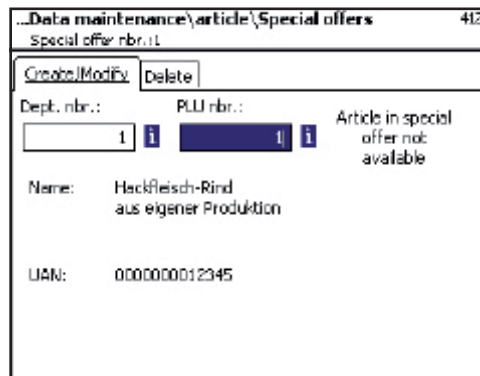 ...Data maintenance\article\Special offers 412
Special offer nbr.:1
Create/Modify Delete
Dept. nbr.: PLU nbr.:
1 i 1 i
Article in special
offer not
available
Name: Hackfleisch-Rind
aus eigener Produktion
UAN: 0000000012345